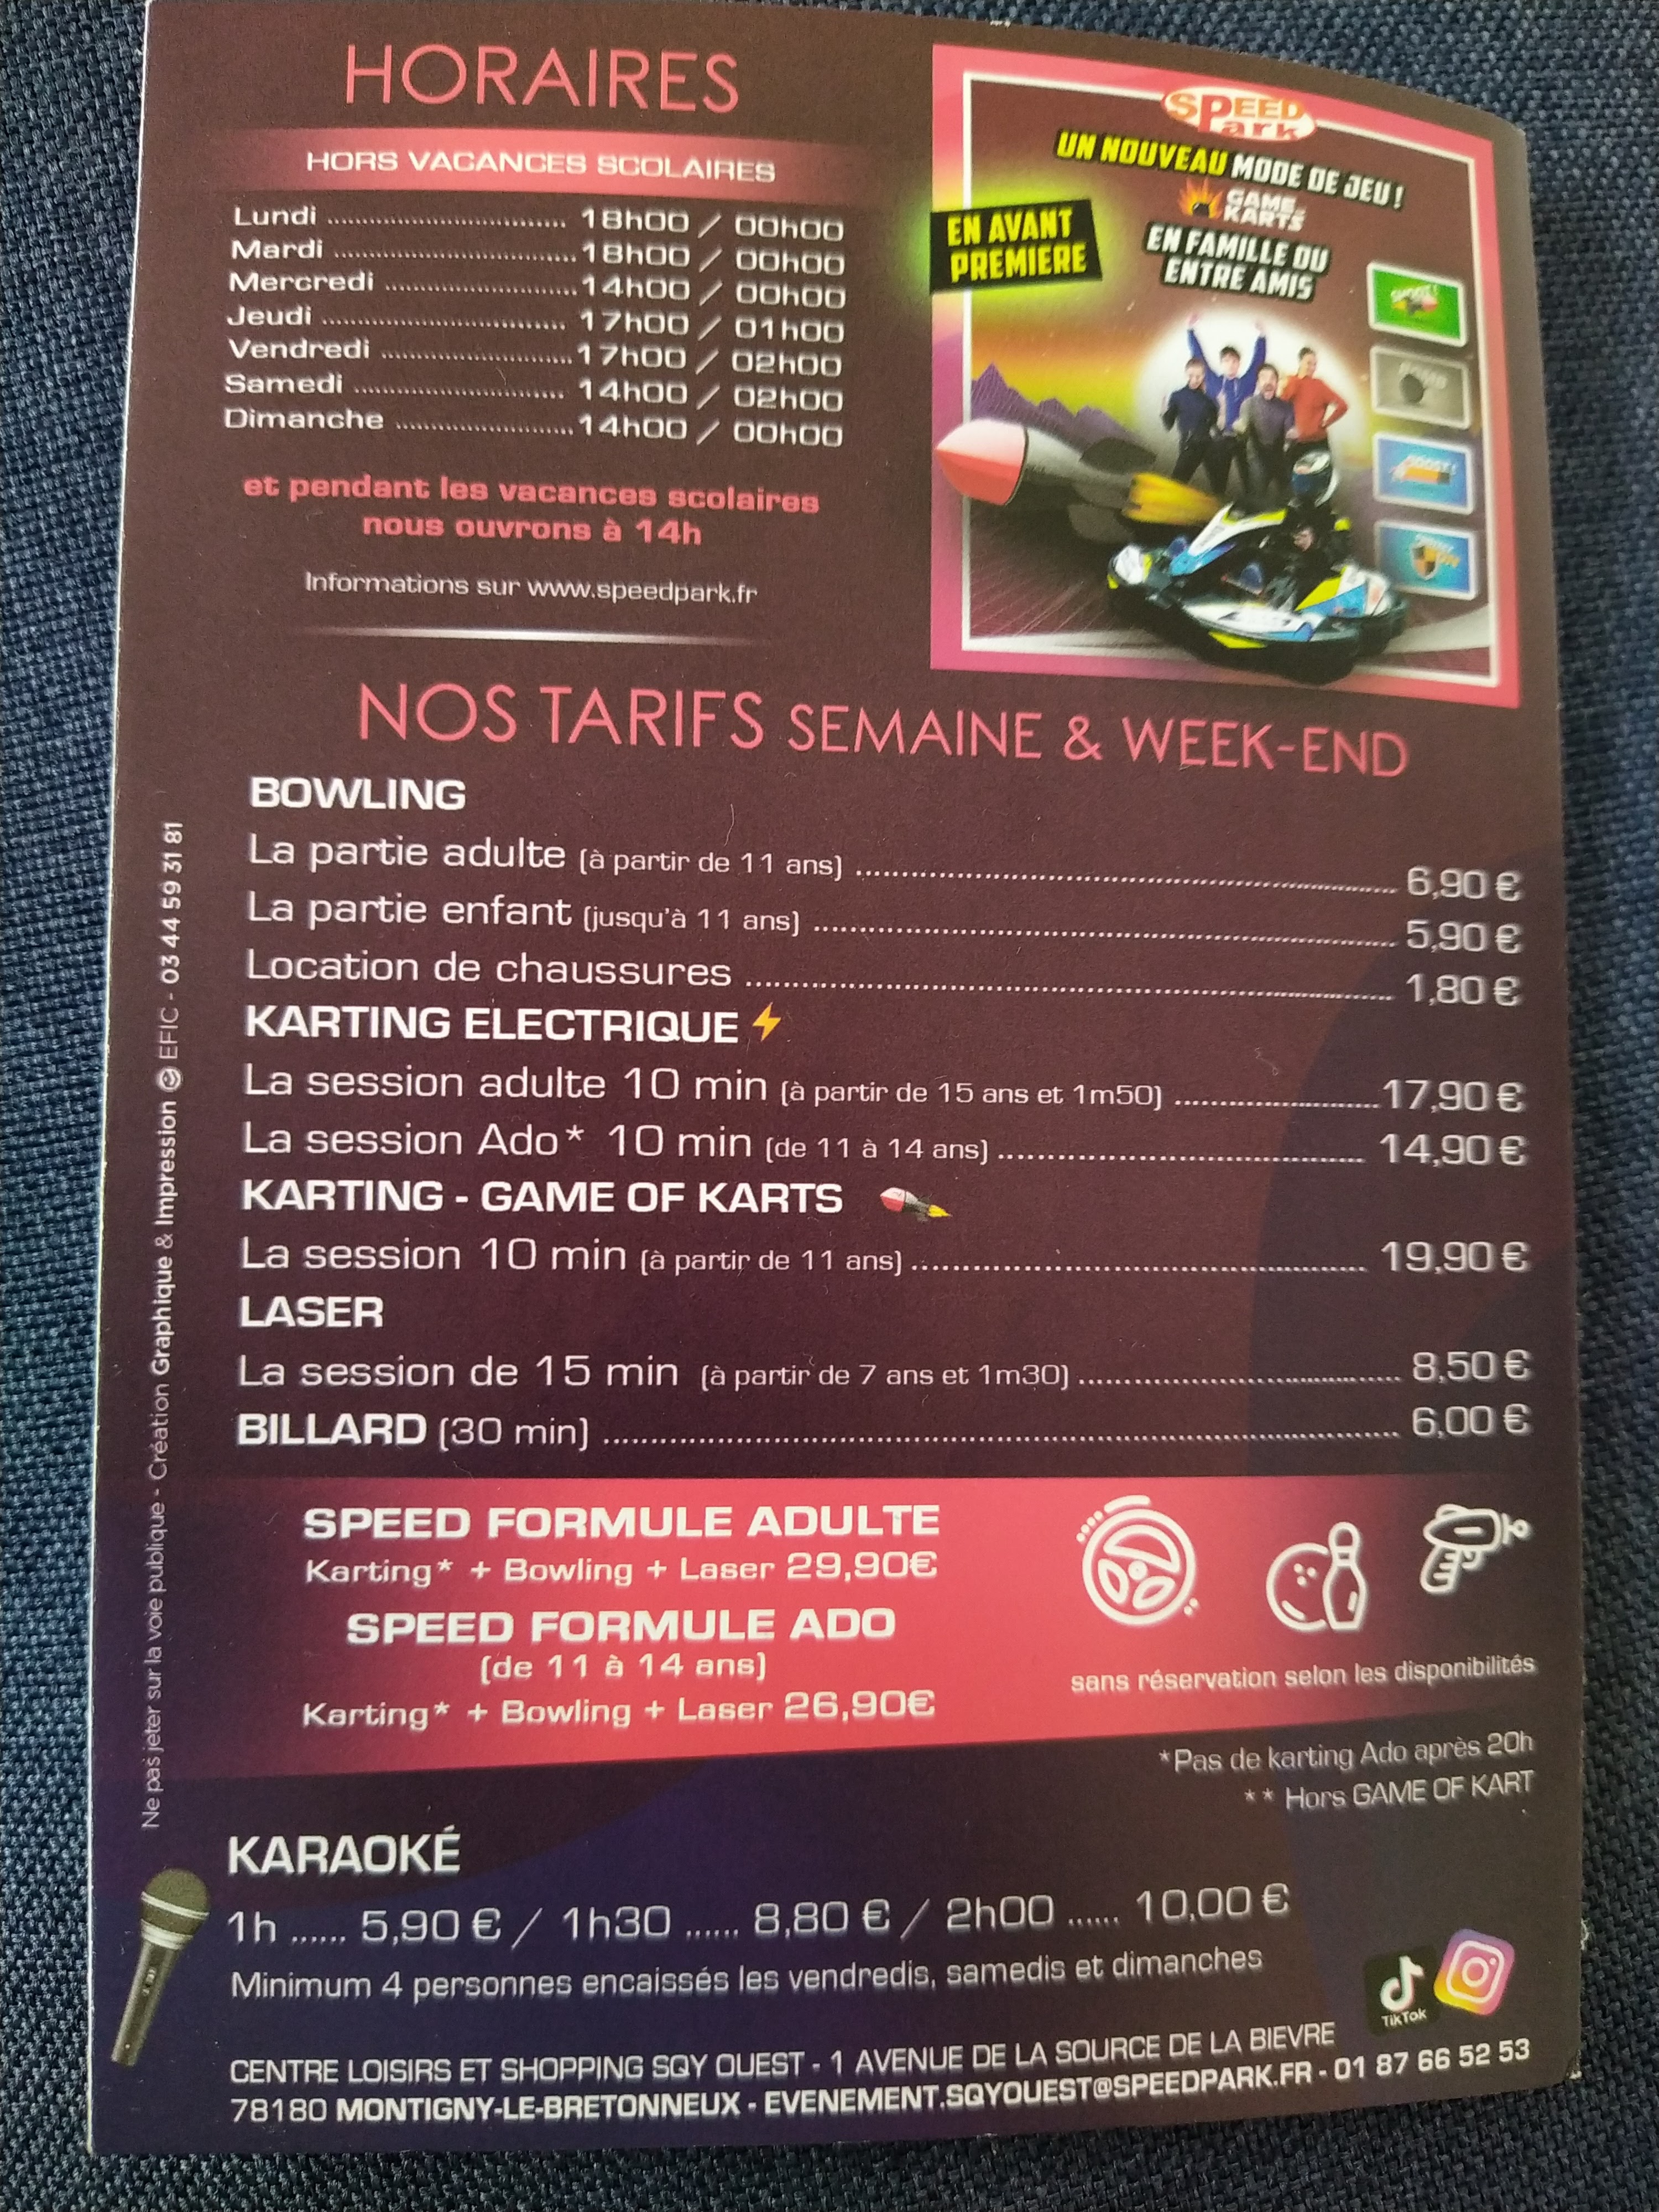 HORAIRES
HORS VACANCES SCOLAIRES
Lundi ........................ 18h00 / 00h00
Mardi ........................ 18h00 / 00h00
Mercredi ................... 14h00 / 00h00
Jeudi ........................ 17h00 / 01h00
Vendredi ................... 17h00 / 02h00
Samedi ..................... 14h00 / 02h00
Dimanche .................. 14h00 / 00h00
et pendant les vacances scolaires
nous ouvrons à 14h
Informations sur www.speedpark.fr
SPEED
Park
UN NOUVEAU MODE DE JEU !
GAME
KARTS
EN AVANT
PREMIERE
EN FAMILLE OU
ENTRE AMIS
SHOOT !
BOOST !
NOS TARIFS SEMAINE & WEEK-END
BOWLING
La partie adulte (à partir de 11 ans) ........................ 6,90 €
La partie enfant (jusqu'à 11 ans) ........................ 5,90 €
Location de chaussures ........................ 1,80 €
KARTING ELECTRIQUE
La session adulte 10 min (à partir de 15 ans et 1m50) ............ 17,90 €
La session Ado* 10 min (de 11 à 14 ans) ........................ 14,90 €
KARTING - GAME OF KARTS
La session 10 min (à partir de 11 ans) ........................ 19,90 €
LASER
La session de 15 min (à partir de 7 ans et 1m30) ................ 8,50 €
BILLARD (30 min) ........................ 6,00 €
SPEED FORMULE ADULTE
Karting* + Bowling + Laser 29,90€
SPEED FORMULE ADO
(de 11 à 14 ans)
Karting* + Bowling + Laser 26,90€
sans réservation selon les disponibilités
*Pas de karting Ado après 20h
** Hors GAME OF KART
KARAOKÉ
1h ...... 5,90 € / 1h30 ...... 8,80 € / 2h00 ...... 10,00 €
Minimum 4 personnes encaissés les vendredis, samedis et dimanches
TikTok
CENTRE LOISIRS ET SHOPPING SQY OUEST - 1 AVENUE DE LA SOURCE DE LA BIEVRE
78180 MONTIGNY-LE-BRETONNEUX - EVENEMENT.SQYOUEST@SPEEDPARK.FR - 01 87 66 52 53
Ne pas jeter sur la voie publique - Création Graphique & Impression EFIC - 03 44 59 31 81